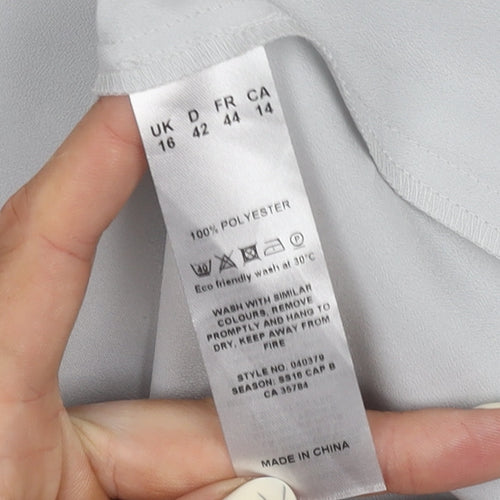 UK D FR CA
16 42 44 14
100% POLYESTER
40 P
Eco friendly wash at 30°C
WASH WITH SIMILAR
COLOURS, REMOVE
PROMPTLY AND HANG TO
DRY, KEEP AWAY FROM
FIRE
STYLE NO: 040379
SEASON: SS16 CAP B
CA 35784
MADE IN CHINA